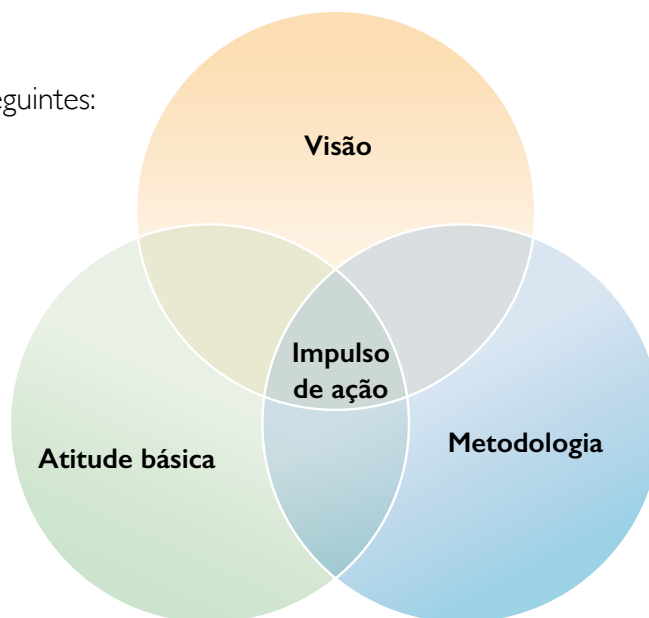 eguintes:
Visão
Impulso
de ação
Atitude básica
Metodologia